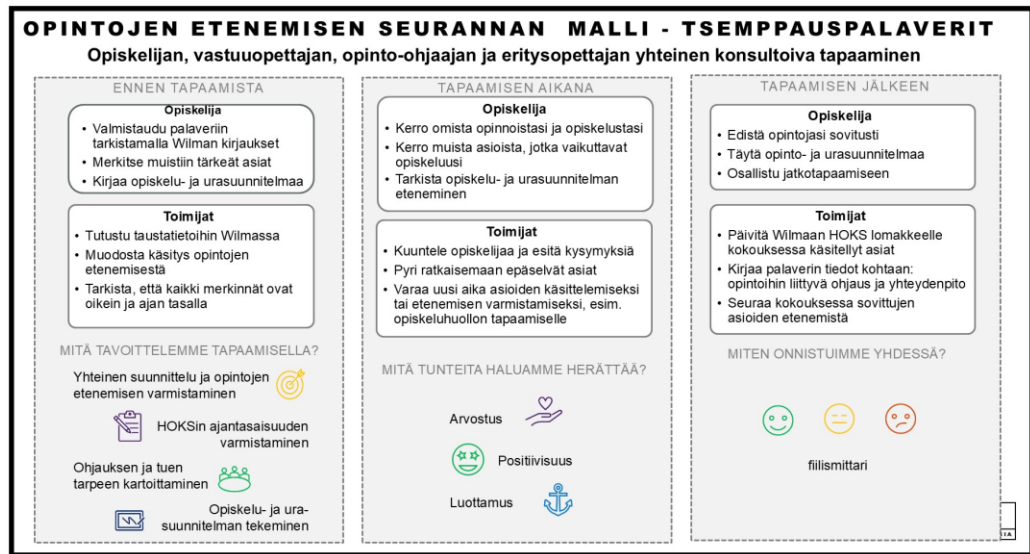 OPINTOJEN ETENEMISEN SEURANNAN MALLI - TSEMPPAUSPALAVERIT
Opiskelijan, vastuuopettajan, opinto-ohjaajan ja eritysopettajan yhteinen konsultoiva tapaaminen
ENNEN TAPAAMISTA
Opiskelija
• Valmistaudu palaveriin
tarkistamalla Wilman kirjaukset
• Merkitse muistiin tärkeät asiat
• Kirjaa opiskelu- ja urasuunnitelmaa
Toimijat
• Tutustu taustatietoihin Wilmassa
• Muodosta käsitys opintojen
etenemisestä
• Tarkista, että kaikki merkinnät ovat
oikein ja ajan tasalla
MITÄ TAVOITTELEMME TAPAAMISELLA?
Yhteinen suunnittelu ja opintojen
etenemisen varmistaminen
HOKSin ajantasaisuuden
varmistaminen
Ohjauksen ja tuen
tarpeen kartoittaminen
Opiskelu- ja ura-
suunnitelman tekeminen
TAPAAMISEN AIKANA
Opiskelija
• Kerro omista opinnoistasi ja opiskelustasi
• Kerro muista asioista, jotka vaikuttavat
opiskeluusi
• Tarkista opiskelu- ja urasuunnitelman
eteneminen
Toimijat
• Kuuntele opiskelijaa ja esitä kysymyksiä
• Pyri ratkaisemaan epäselvät asiat
• Varaa uusi aika asioiden käsittelemiseksi
tai etenemisen varmistamiseksi, esim.
opiskeluhuollon tapaamiselle
MITÄ TUNTEITA HALUAMME HERÄTTÄÄ?
Arvostus
Positiivisuus
Luottamus
TAPAAMISEN JÄLKEEN
Opiskelija
• Edistä opintojasi sovitusti
• Täytä opinto- ja urasuunnitelmaa
• Osallistu jatkotapaamiseen
Toimijat
• Päivitä Wilmaan HOKS lomakkeelle
kokouksessa käsitellyt asiat
• Kirjaa palaverin tiedot kohtaan:
opintoihin liittyvä ohjaus ja yhteydenpito
• Seuraa kokouksessa sovittujen
asioiden etenemistä
MITEN ONNISTUIMME YHDESSÄ?
fiilismittari